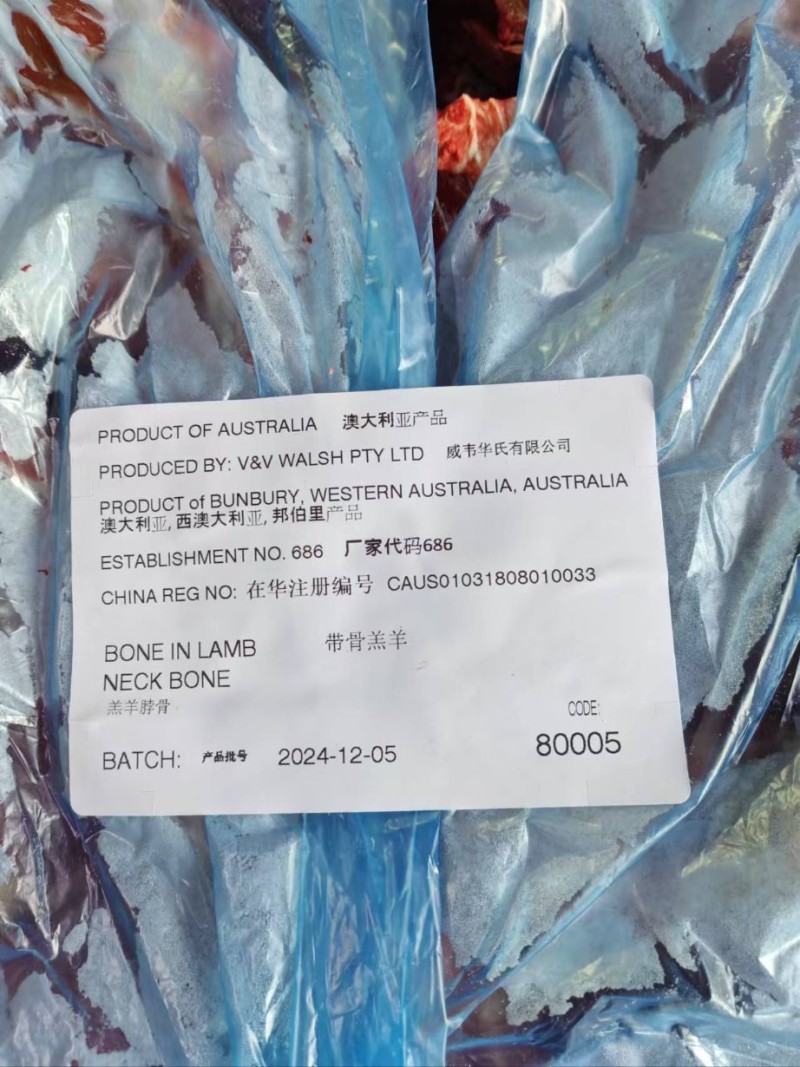 PRODUCT OF AUSTRALIA 澳大利亚产品
PRODUCED BY: V&V WALSH PTY LTD 威韦华氏有限公司
PRODUCT of BUNBURY, WESTERN AUSTRALIA, AUSTRALIA
澳大利亚, 西澳大利亚, 邦伯里产品
ESTABLISHMENT NO. 686 厂家代码686
CHINA REG NO: 在华注册编号 CAUS01031808010033
BONE IN LAMB 带骨羔羊
NECK BONE
羔羊脖骨
CODE:
BATCH: 产品批号 2024-12-05 80005